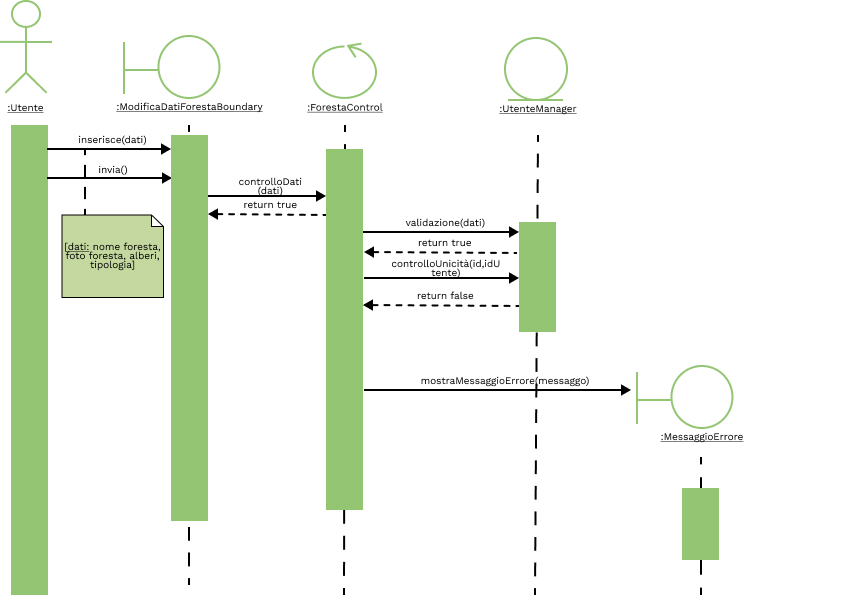 :Utente
:ModificaDatiForestaBoundary
:ForestaControl
:UtenteManager
inserisce(dati)
invia()
controlloDati
(dati)
return true
validazione(dati)
return true
[dati: nome foresta,
foto foresta, alberi,
tipologia]
controlloUnicità(id,idU
tente)
return false
mostraMessaggioErrore(messaggo)
:MessaggioErrore